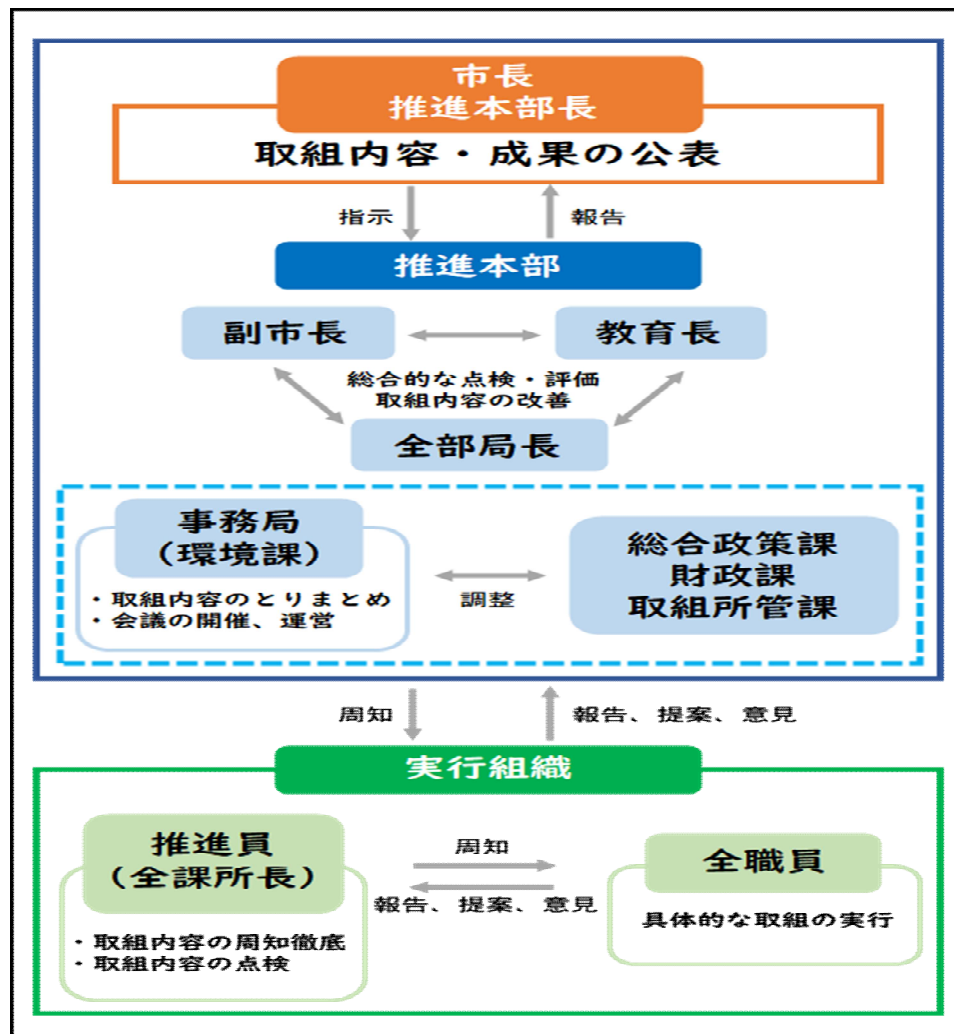 市長
推進本部長
取組内容・成果の公表
指示
報告
推進本部
副市長
教育長
総合的な点検・評価
取組内容の改善
全部局長
事務局
（環境課）
・取組内容のとりまとめ
・会議の開催、運営
調整
総合政策課
財政課
取組所管課
周知
報告、提案、意見
実行組織
推進員
（全課所長）
・取組内容の周知徹底
・取組内容の点検
周知
報告、提案、意見
全職員
具体的な取組の実行